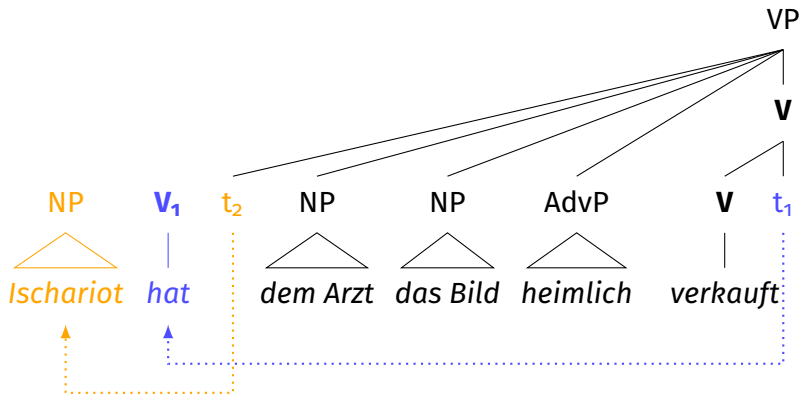 VP
V
NP V₁ t₂ NP NP AdvP V t₁
Ischariot hat dem Arzt das Bild heimlich verkauft